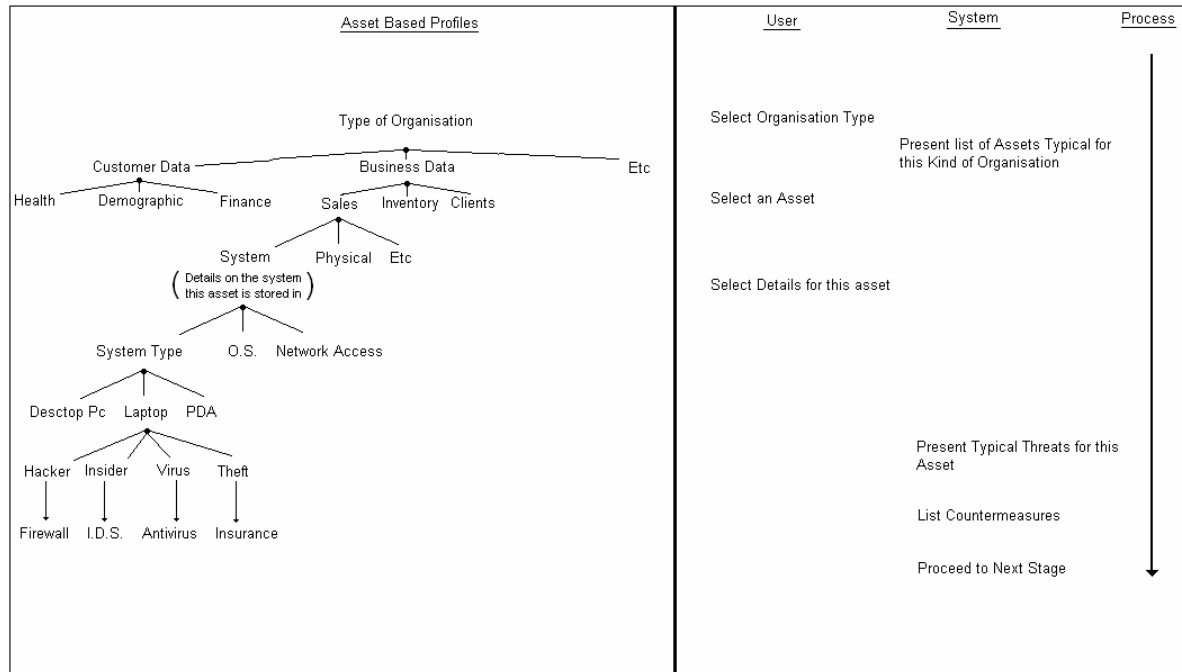 Asset Based Profiles
Type of Organisation
Customer Data Business Data Etc
Health Demographic Finance Sales Inventory Clients
System Physical Etc
( Details on the system
this asset is stored in )
System Type O.S. Network Access
Desctop Pc Laptop PDA
Hacker Insider Virus Theft
Firewall I.D.S. Antivirus Insurance
User System Process
Select Organisation Type
Present list of Assets Typical for
this Kind of Organisation
Select an Asset
Select Details for this asset
Present Typical Threats for this
Asset
List Countermeasures
Proceed to Next Stage